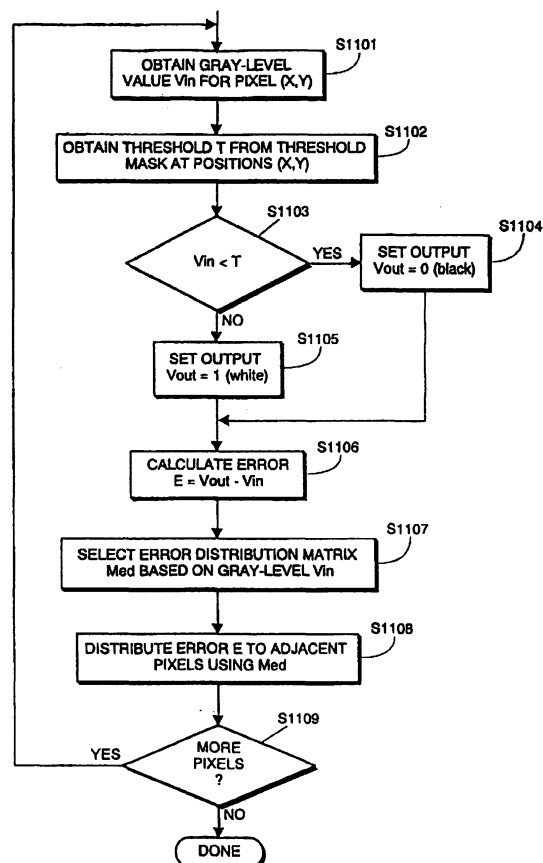 S1101
OBTAIN GRAY-LEVEL
VALUE Vin FOR PIXEL (X,Y)
S1102
OBTAIN THRESHOLD T FROM THRESHOLD
MASK AT POSITIONS (X,Y)
S1103
Vin < T
YES
S1104
SET OUTPUT
Vout = 0 (black)
NO
S1105
SET OUTPUT
Vout = 1 (white)
S1106
CALCULATE ERROR
E = Vout - Vin
S1107
SELECT ERROR DISTRIBUTION MATRIX
Med BASED ON GRAY-LEVEL Vin
S1108
DISTRIBUTE ERROR E TO ADJACENT
PIXELS USING Med
S1109
YES
MORE
PIXELS
?
NO
DONE